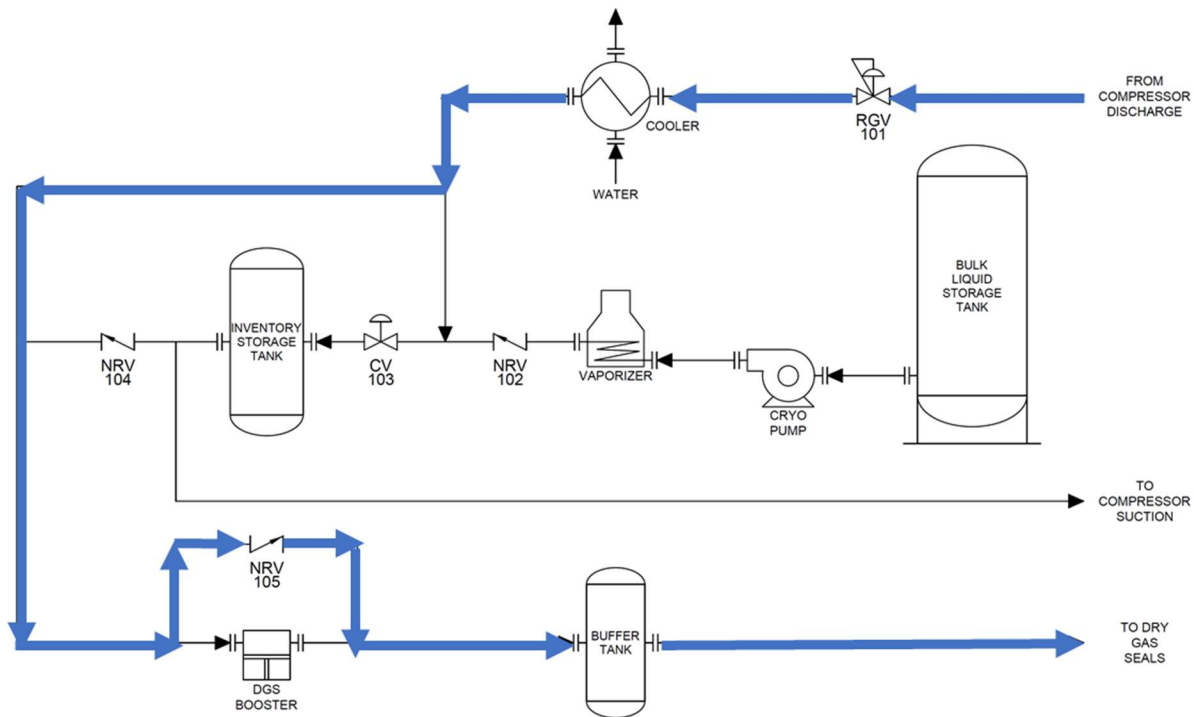 FROM
COMPRESSOR
DISCHARGE
RGV
101
COOLER
WATER
BULK
LIQUID
STORAGE
TANK
INVENTORY
STORAGE
TANK
NRV
104
CV
103
NRV
102
VAPORIZER
CRYO
PUMP
TO
COMPRESSOR
SUCTION
NRV
105
DGS
BOOSTER
BUFFER
TANK
TO DRY
GAS
SEALS